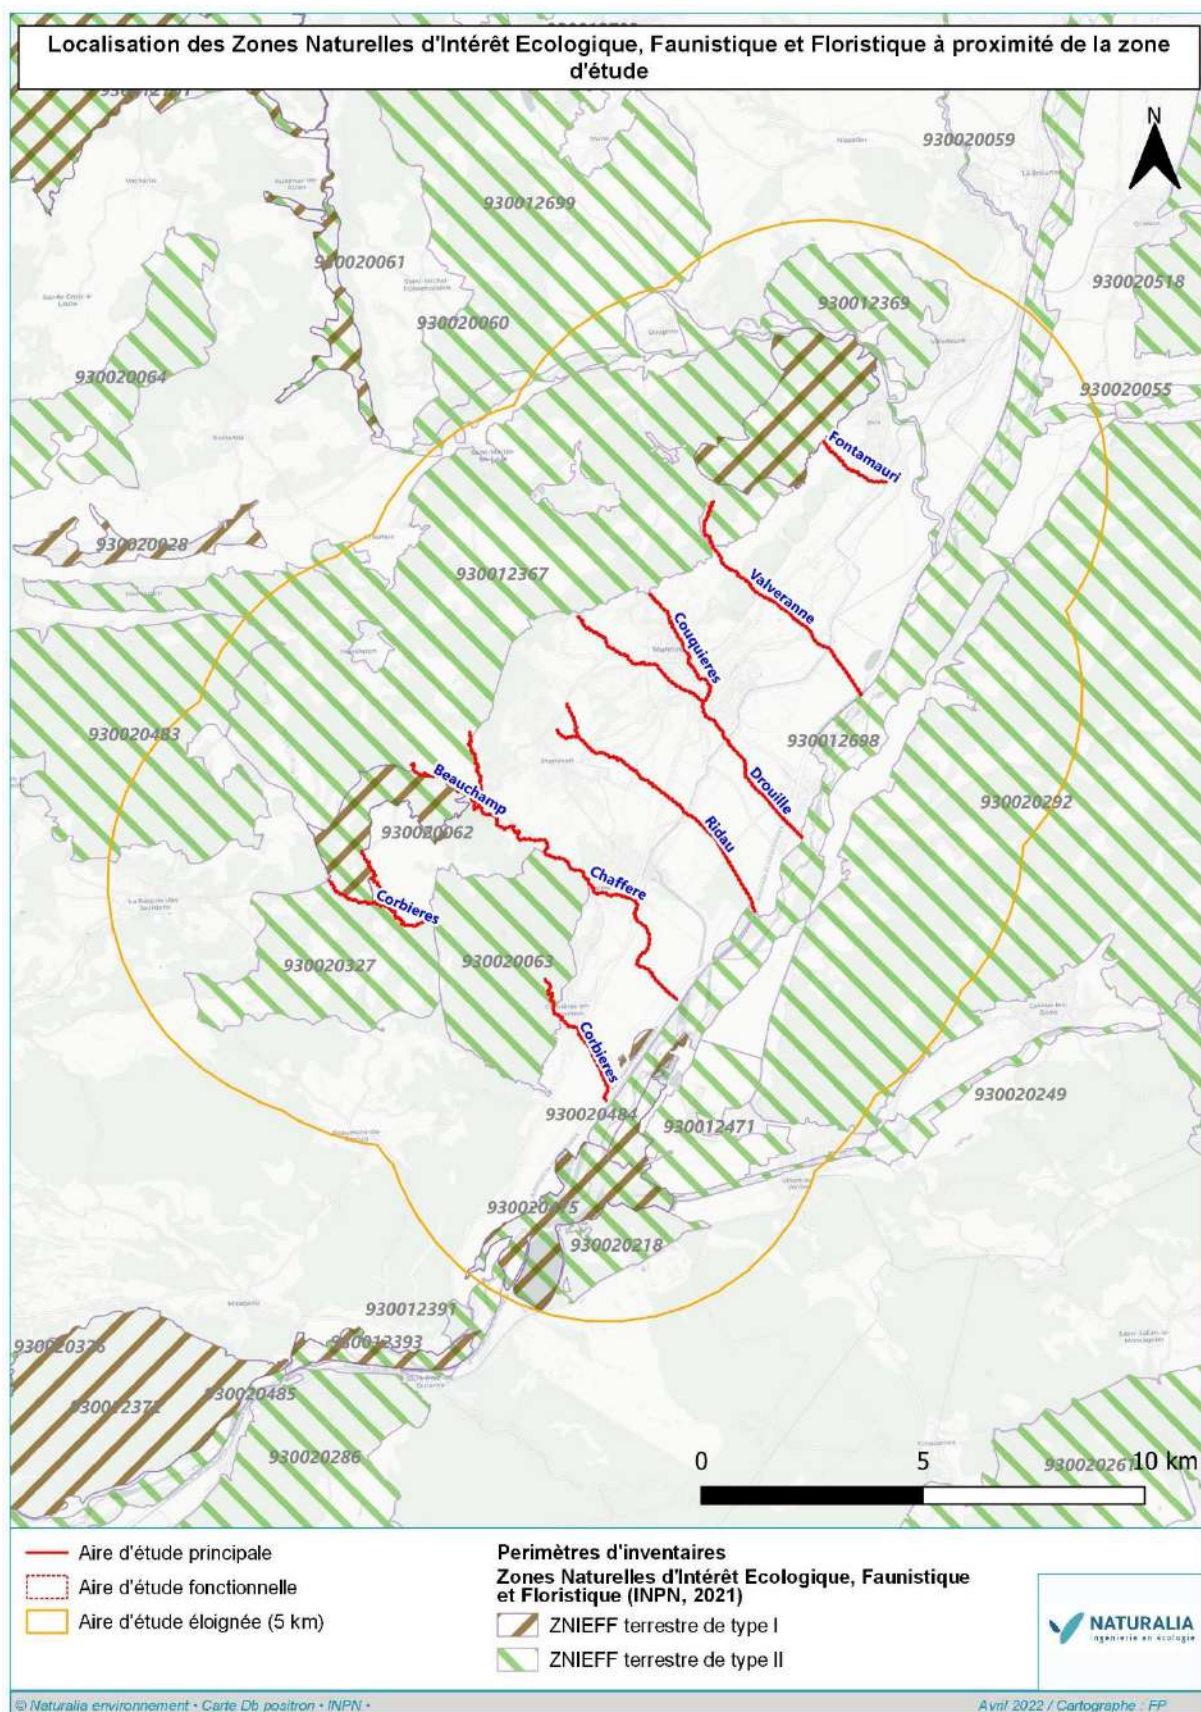 Localisation des Zones Naturelles d'Intérêt Ecologique, Faunistique et Floristique à proximité de la zone
d'étude
N
930020059
930012699
930020061
930020518
930012369
930020060
930020064
930020055
Fontamauri
930020028
930012367
Valveranne
Couquieres
930020483
930012698
Beauchamp
Drouille
930020292
930020062
Ridau
Chaffere
Corbieres
930020327
930020063
Corbieres
930020249
930020484
930012471
930020475
930020218
930012391
930012393
930020485
930020286
930020261
0 5 10 km
Aire d'étude principale
Aire d'étude fonctionnelle
Aire d'étude éloignée (5 km)
Perimètres d'inventaires
Zones Naturelles d'Intérêt Ecologique, Faunistique
et Floristique (INPN, 2021)
ZNIEFF terrestre de type I
ZNIEFF terrestre de type II
NATURALIA
Ingénierie en écologie
© Naturalia environnement • Carte Db positron • INPN •
Avril 2022 / Cartographe : FP